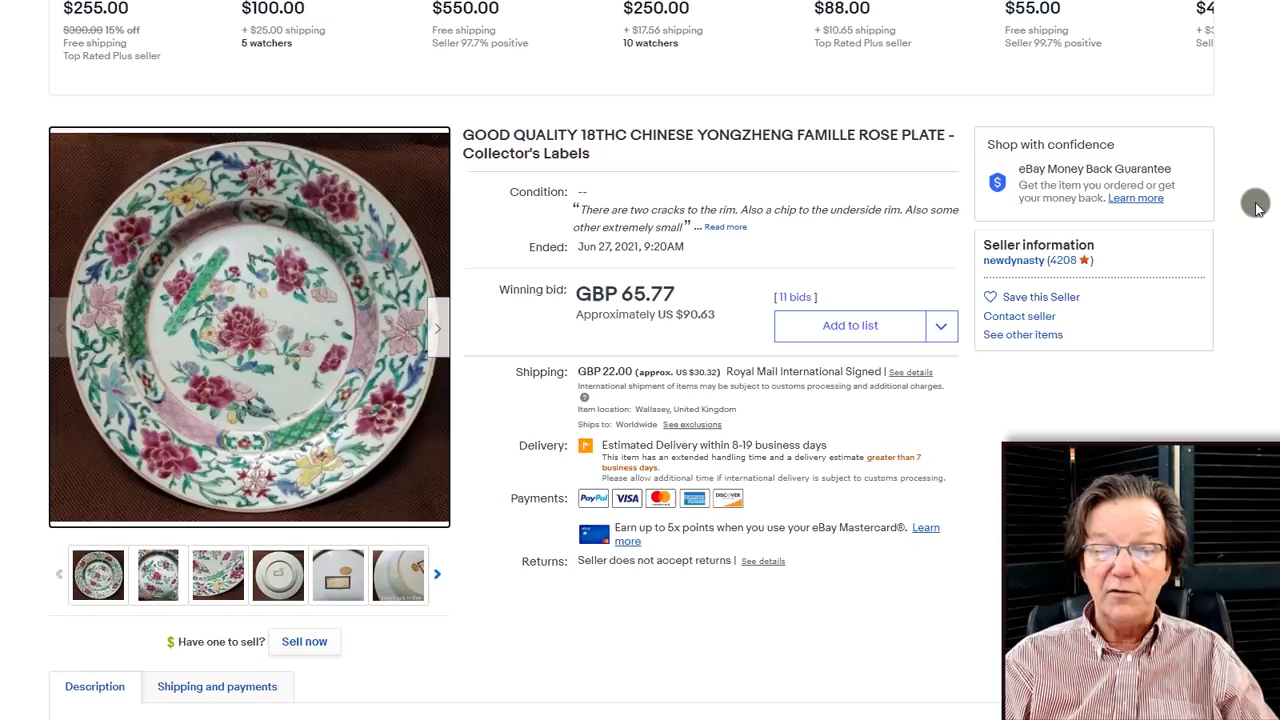 $255.00
$300.00 15% off
Free shipping
Top Rated Plus seller
$100.00
+ $25.00 shipping
5 watchers
$550.00
Free shipping
Seller 97.7% positive
$250.00
+ $17.56 shipping
10 watchers
$88.00
+ $10.65 shipping
Top Rated Plus seller
$55.00
Free shipping
Seller 99.7% positive
GOOD QUALITY 18THC CHINESE YONGZHENG FAMILLE ROSE PLATE -
Collector's Labels
Condition: --
“There are two cracks to the rim. Also a chip to the underside rim. Also some
other extremely small” ... Read more
Ended: Jun 27, 2021, 9:20AM
Winning bid: GBP 65.77 [ 11 bids ]
Approximately US $90.63
Add to list
Shipping: GBP 22.00 (approx. US $30.32) Royal Mail International Signed | See details
International shipment of items may be subject to customs processing and additional charges.
Item location: Wallasey, United Kingdom
Ships to: Worldwide See exclusions
Delivery: Estimated Delivery within 8-19 business days
This item has an extended handling time and a delivery estimate greater than 7
business days.
Please allow additional time if international delivery is subject to customs processing.
Payments: PayPal VISA MasterCard DISCOVER
Earn up to 5x points when you use your eBay Mastercard®. Learn
more
Returns: Seller does not accept returns | See details
Shop with confidence
eBay Money Back Guarantee
Get the item you ordered or get
your money back. Learn more
Seller information
newdynasty (4208 ★)
Save this Seller
Contact seller
See other items
$ Have one to sell? Sell now
Description
Shipping and payments